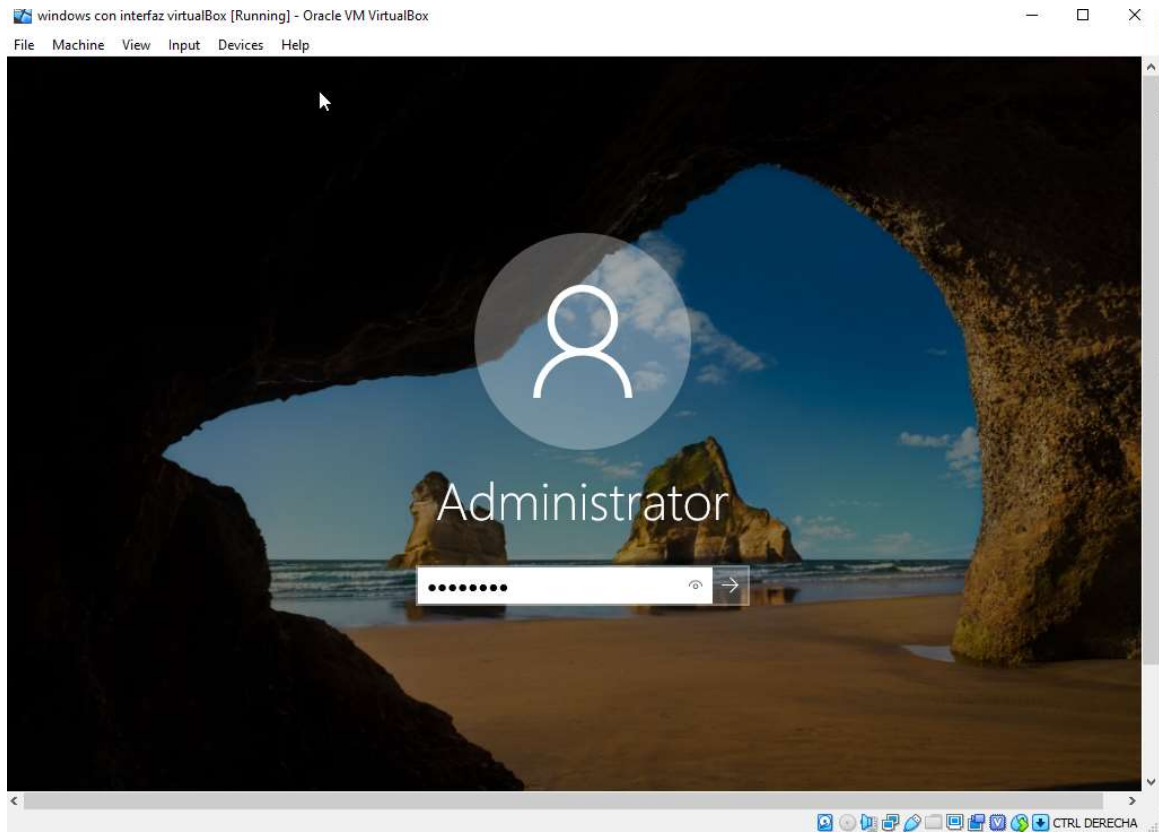 windows con interfaz virtualBox [Running] - Oracle VM VirtualBox
File Machine View Input Devices Help
Administrator
CTRL DERECHA